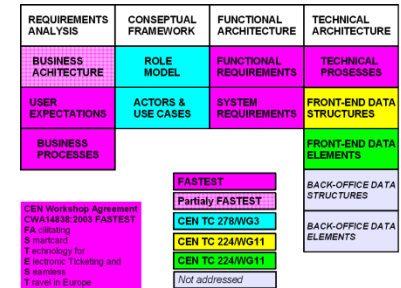 REQUIREMENTS
ANALYSIS
CONSEPTUAL
FRAMEWORK
FUNCTIONAL
ARCHITECTURE
TECHNICAL
ARCHITECTURE
BUSINESS
ACHITECTURE
ROLE
MODEL
FUNCTIONAL
REQUIREMENTS
TECHNICAL
PROSESSES
USER
EXPECTATIONS
ACTORS &
USE CASES
SYSTEM
REQUIREMENTS
FRONT-END DATA
STRUCTURES
BUSINESS
PROCESSES
FRONT-END DATA
ELEMENTS
BACK-OFFICE DATA
STRUCTURES
BACK-OFFICE DATA
ELEMENTS
FASTEST
Partialy FASTEST
CEN TC 278/WG3
CEN TC 224/WG11
CEN TC 224/WG11
Not addressed
CEN Workshop Agreement
CWA14838:2003 FASTEST
FA cilitating
S martcard
T echnology for
E lectronic Ticketing and
S eamless
T ravel in Europe